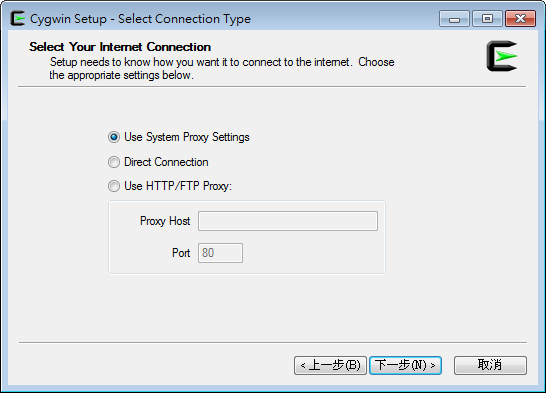 Cygwin Setup - Select Connection Type
Select Your Internet Connection
Setup needs to know how you want it to connect to the internet.  Choose
the appropriate settings below.
Use System Proxy Settings
Direct Connection
Use HTTP/FTP Proxy:
Proxy Host
Port
80
< 上一步(B)
下一步(N) >
取消